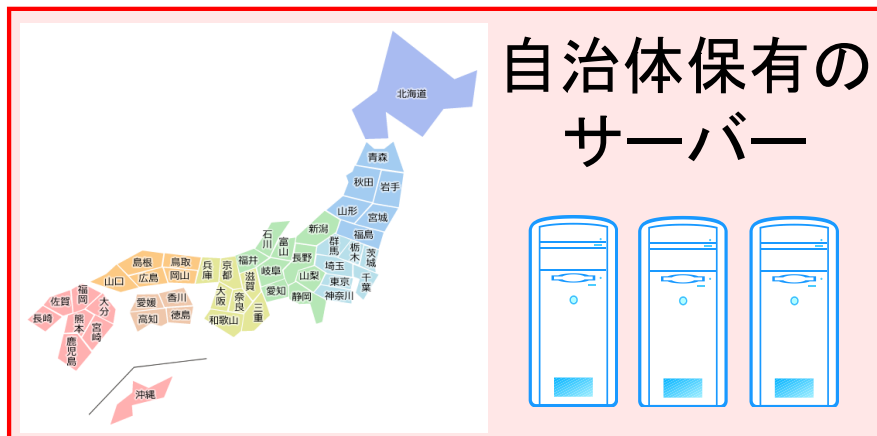 自治体保有の
サーバー
北海道
青森
秋田
岩手
山形
宮城
福島
新潟
石川
富山
群馬
栃木
茨城
長野
福井
岐阜
山梨
埼玉
東京
千葉
神奈川
愛知
静岡
京都
滋賀
兵庫
大阪
奈良
三重
和歌山
島根
鳥取
山口
広島
岡山
愛媛
香川
高知
徳島
福岡
佐賀
大分
長崎
熊本
宮崎
鹿児島
沖縄